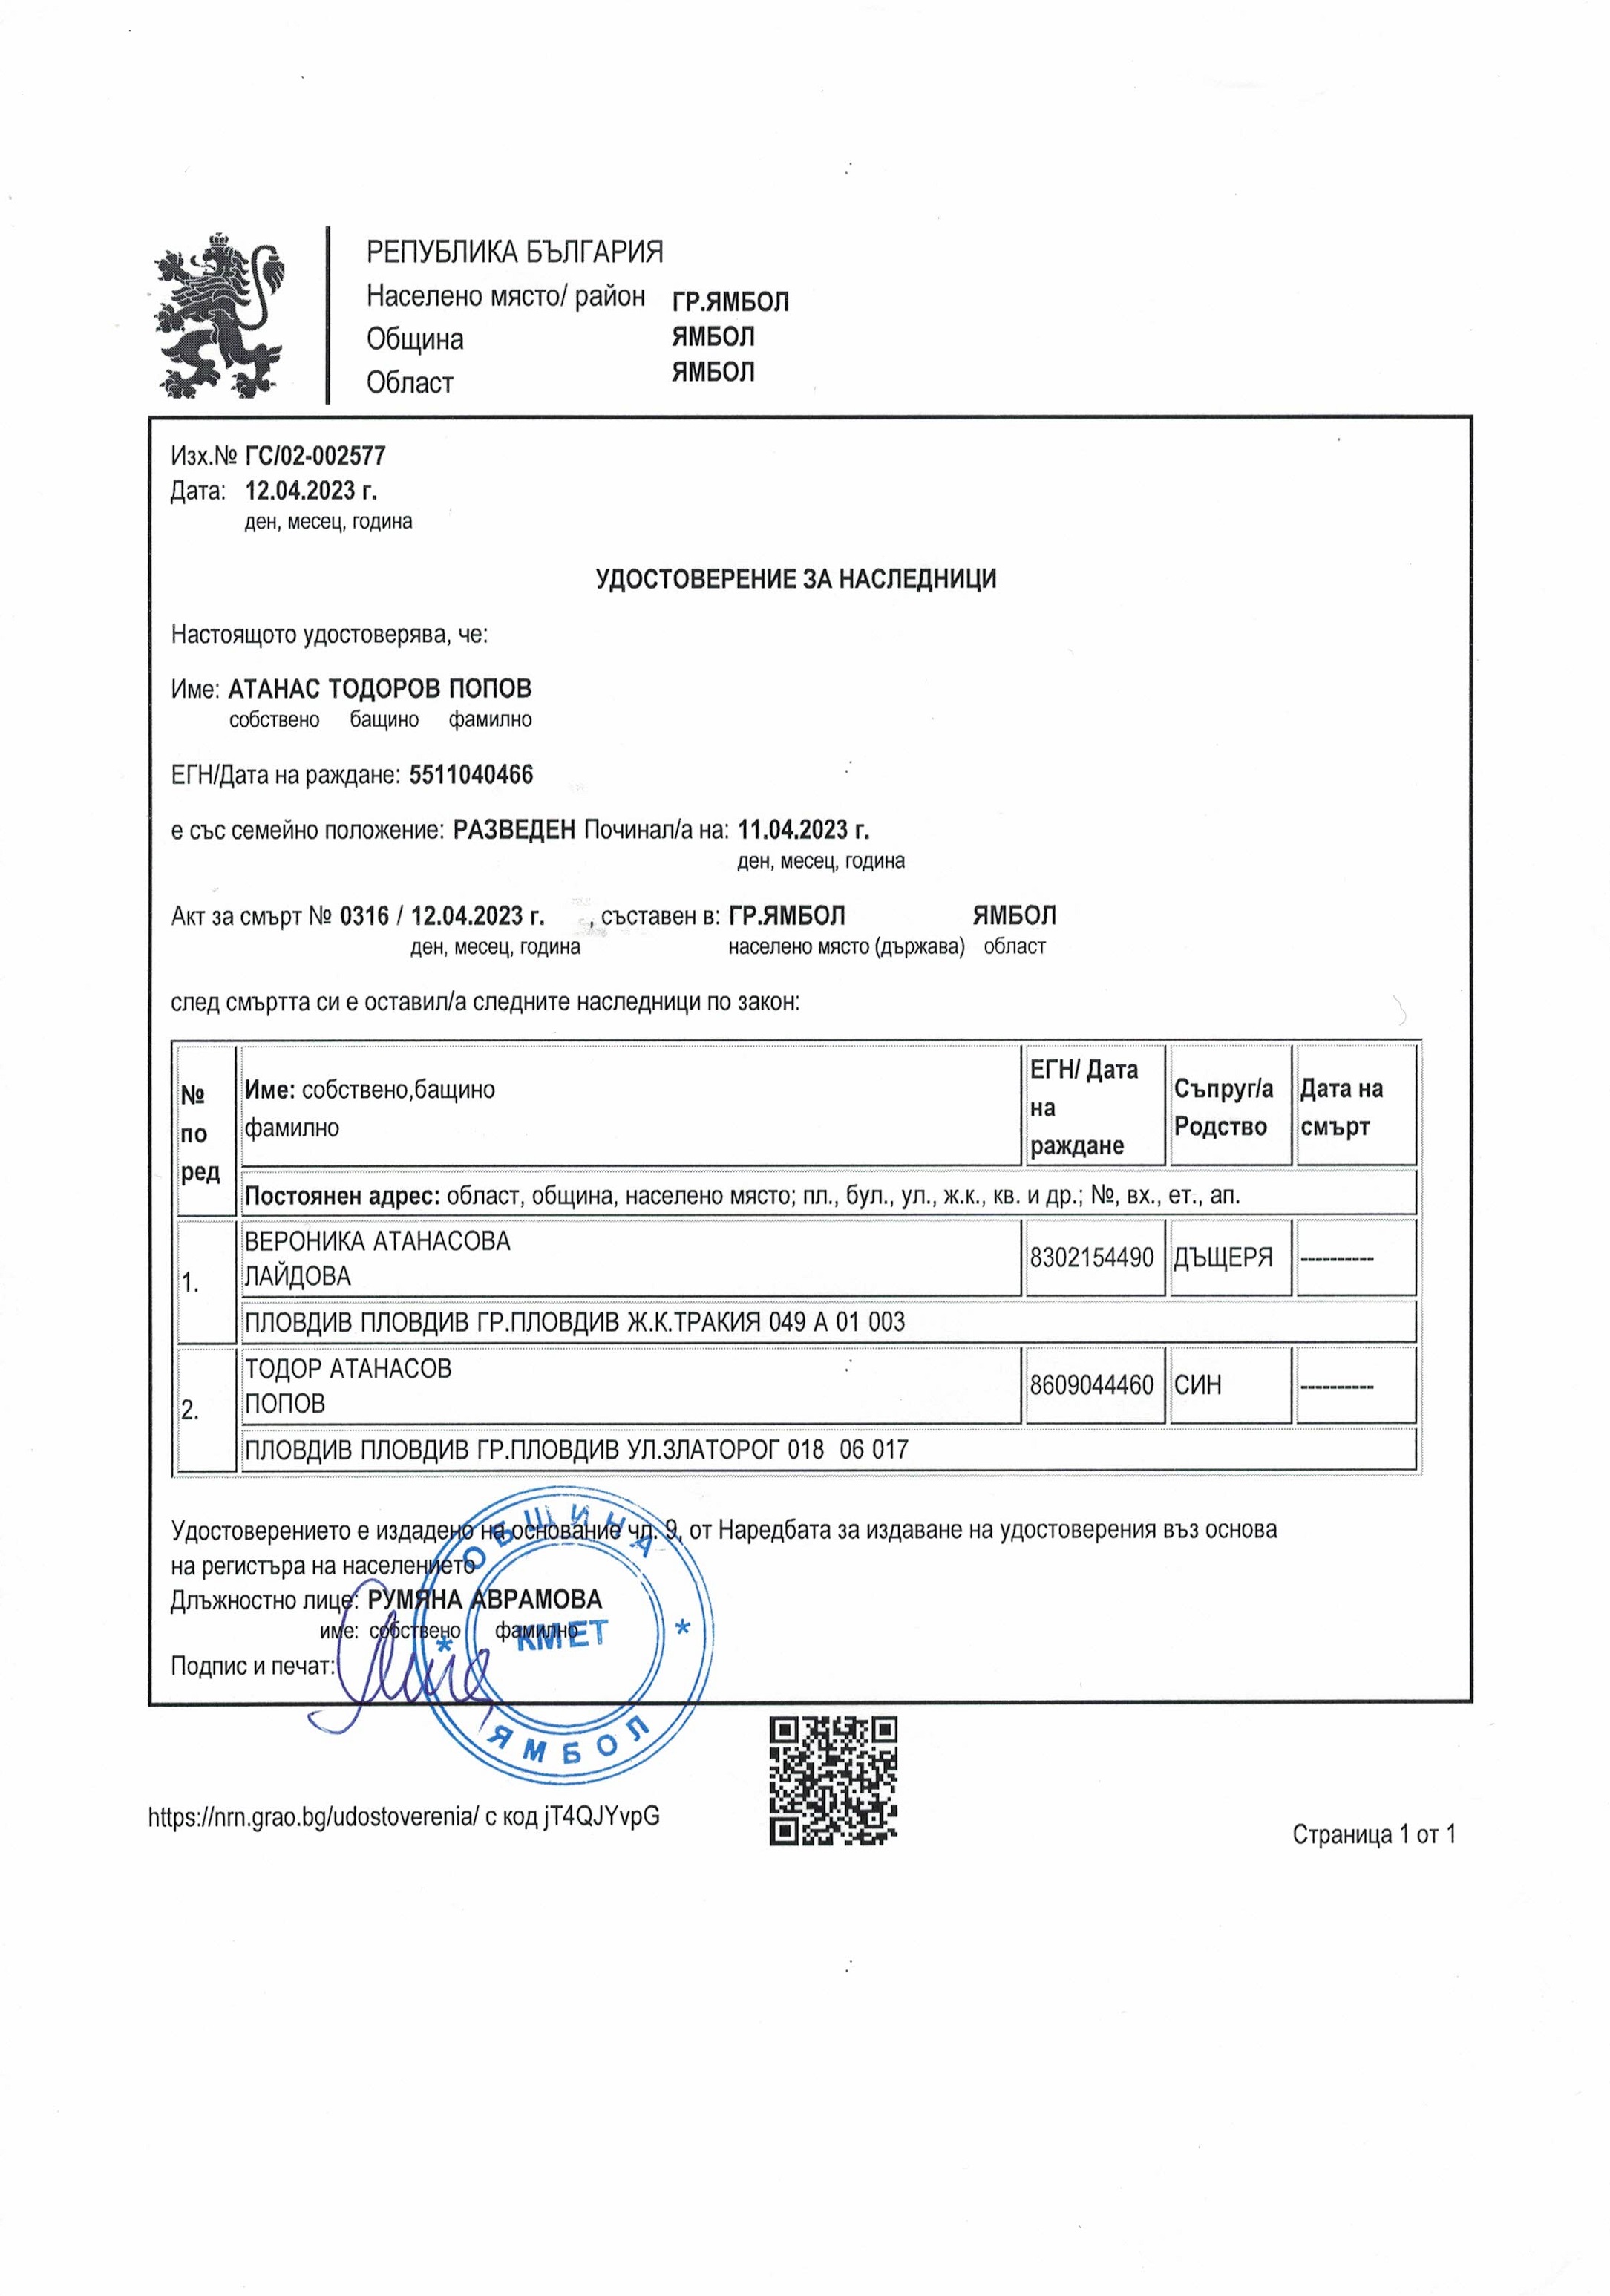 РЕПУБЛИКА БЪЛГАРИЯ
Населено място/ район ГР.ЯМБОЛ
Община ЯМБОЛ
Област ЯМБОЛ
Изх.№ ГС/02-002577
Дата: 12.04.2023 г.
ден, месец, година
УДОСТОВЕРЕНИЕ ЗА НАСЛЕДНИЦИ
Настоящото удостоверява, че:
Име: АТАНАС ТОДОРОВ ПОПОВ
собствено бащино фамилно
ЕГН/Дата на раждане: 5511040466
е със семейно положение: РАЗВЕДЕН Починал/а на: 11.04.2023 г.
ден, месец, година
Акт за смърт № 0316 / 12.04.2023 г. , съставен в: ГР.ЯМБОЛ ЯМБОЛ
ден, месец, година населено място (държава) област
след смъртта си е оставил/а следните наследници по закон:
№ по ред
Име: собствено,бащино
фамилно
ЕГН/ Дата
на
раждане
Съпруг/а
Родство
Дата на
смърт
Постоянен адрес: област, община, населено място; пл., бул., ул., ж.к., кв. и др.; №, вх., ет., ап.
1.
ВЕРОНИКА АТАНАСОВА
ЛАЙДОВА
8302154490 ДЪЩЕРЯ ----------
ПЛОВДИВ ПЛОВДИВ ГР.ПЛОВДИВ Ж.К.ТРАКИЯ 049 А 01 003
2.
ТОДОР АТАНАСОВ
ПОПОВ
8609044460 СИН ----------
ПЛОВДИВ ПЛОВДИВ ГР.ПЛОВДИВ УЛ.ЗЛАТОРОГ 018 06 017
Удостоверението е издадено на основание чл. 9, от Наредбата за издаване на удостоверения въз основа
на регистъра на населението
Длъжностно лице: РУМЯНА АВРАМОВА
име: собствено фамилно
Подпис и печат:
ОБЩИНА
КМЕТ
ЯМБОЛ
https://nrn.grao.bg/udostoverenia/ с код jT4QJYvpG
Страница 1 от 1